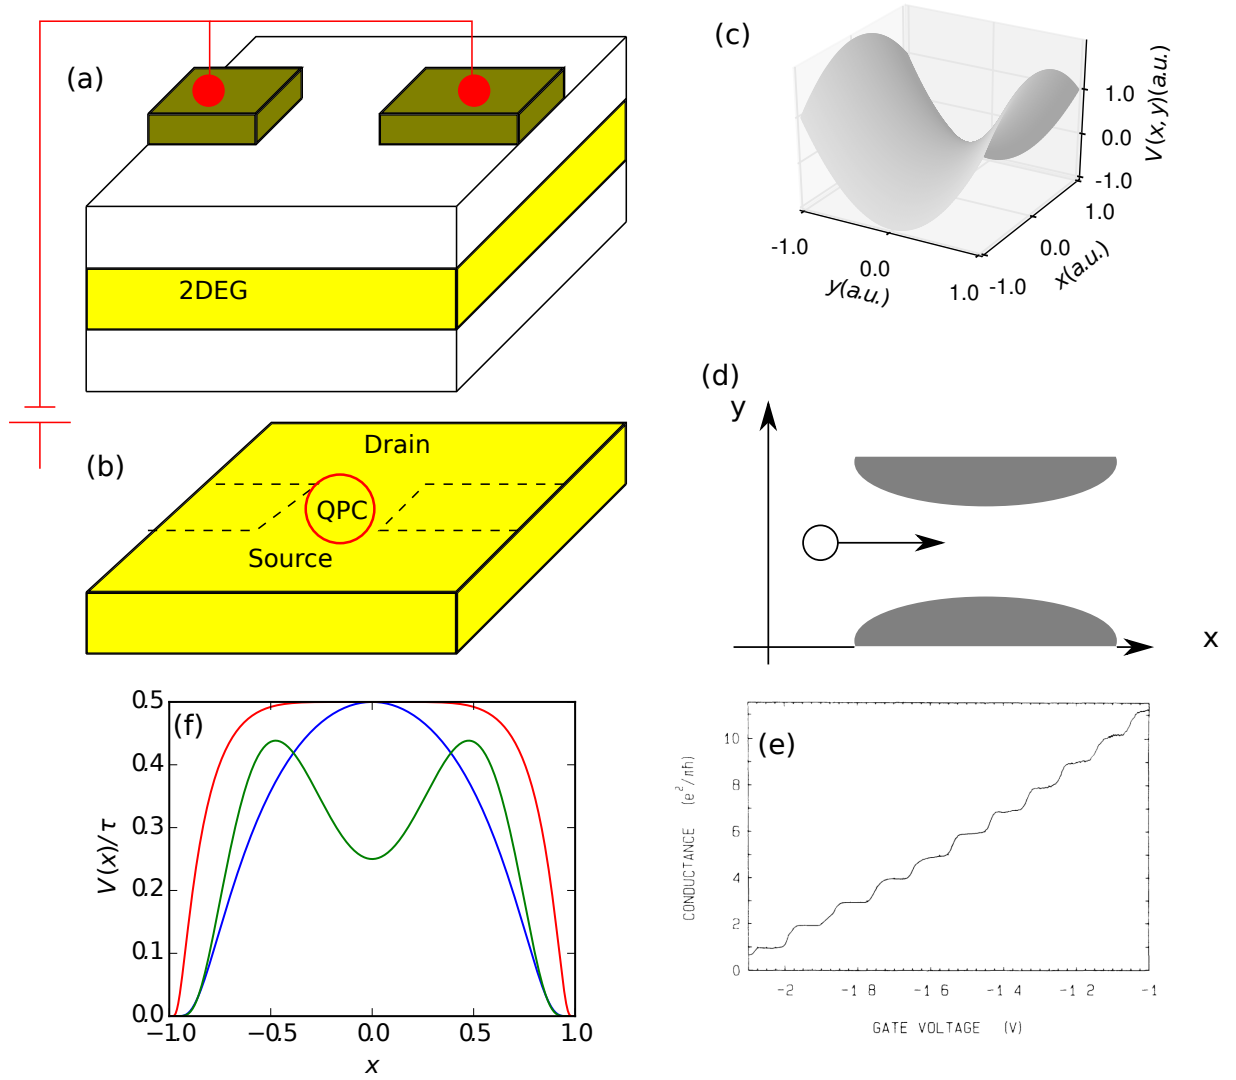 (a)
2DEG
(b)
Drain
QPC
Source
(c)
V(x,y)(a.u.)
1.0
0.0
-1.0
1.0
0.0
-1.0
x(a.u.)
-1.0
0.0
1.0
y(a.u.)
(d)
y
x
(f)
V(x)/τ
0.5
0.4
0.3
0.2
0.1
0.0
−1.0 −0.5 0.0 0.5 1.0
x
(e)
CONDUCTANCE (e²/πħ)
10
8
6
4
2
0
-2 -1 8 -1 6 -1 4 -1 2 -1
GATE VOLTAGE (V)